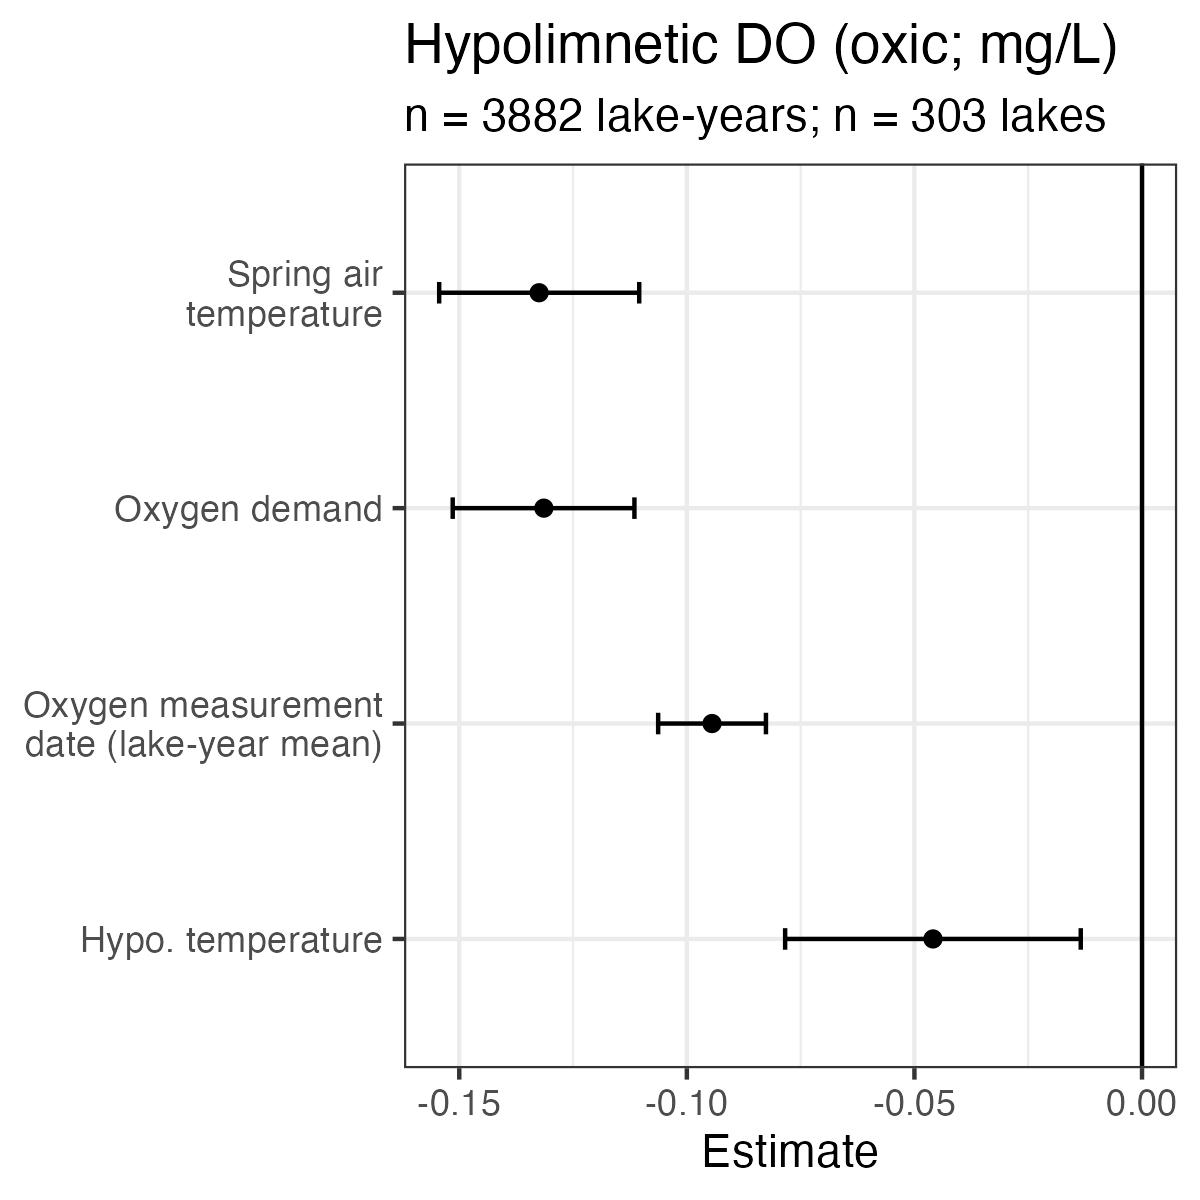 Hypolimnetic DO (oxic; mg/L)
n = 3882 lake-years; n = 303 lakes
Spring air
temperature
Oxygen demand
Oxygen measurement
date (lake-year mean)
Hypo. temperature
-0.15 -0.10 -0.05 0.00
Estimate